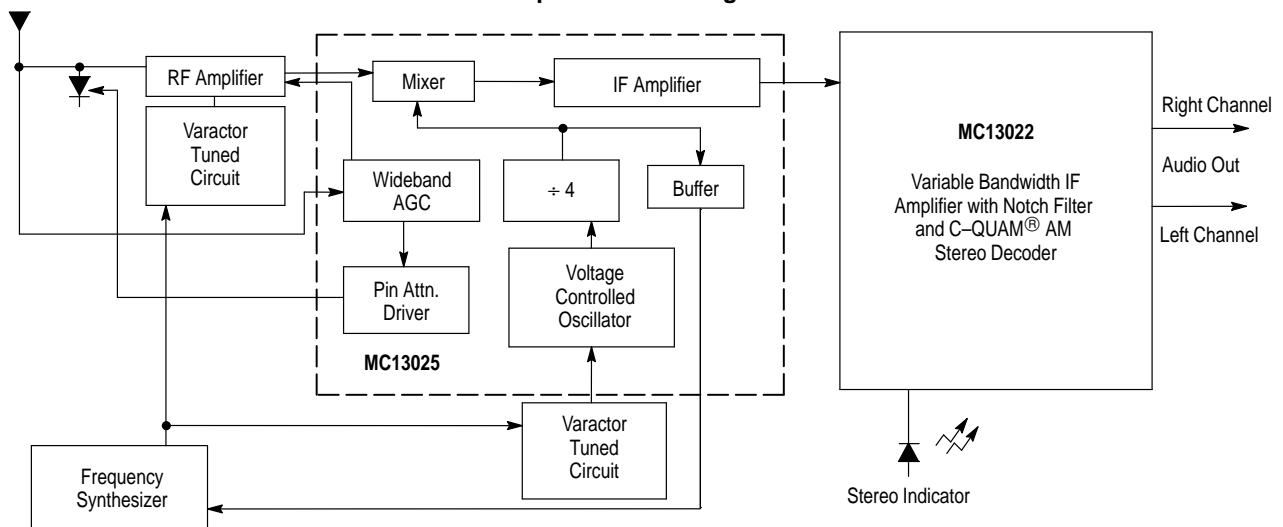 RF Amplifier
Mixer
IF Amplifier
Varactor
Tuned
Circuit
Wideband
AGC
÷ 4
Buffer
Pin Attn.
Driver
Voltage
Controlled
Oscillator
MC13025
Varactor
Tuned
Circuit
Frequency
Synthesizer
MC13022
Variable Bandwidth IF
Amplifier with Notch Filter
and C–QUAM® AM
Stereo Decoder
Right Channel
Audio Out
Left Channel
Stereo Indicator